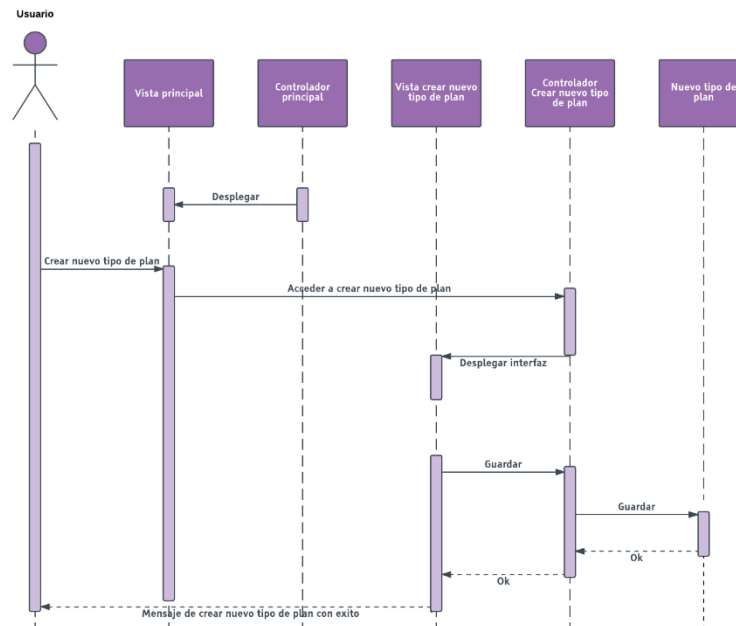 Usuario
Vista principal
Controlador
principal
Vista crear nuevo
tipo de plan
Controlador
Crear nuevo tipo
de plan
Nuevo tipo de
plan
Desplegar
Crear nuevo tipo de plan
Acceder a crear nuevo tipo de plan
Desplegar interfaz
Guardar
Guardar
Ok
Ok
Mensaje de crear nuevo tipo de plan con exito